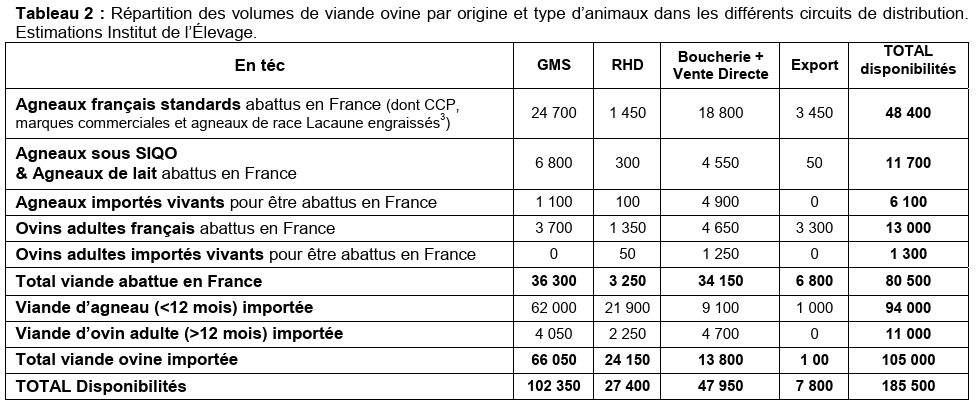 Tableau 2 : Répartition des volumes de viande ovine par origine et type d'animaux dans les différents circuits de distribution.
Estimations Institut de l'Élevage.
En téc GMS RHD Boucherie + Vente Directe Export TOTAL disponibilités
Agneaux français standards abattus en France (dont CCP,
marques commerciales et agneaux de race Lacaune engraissés3) 24 700 1 450 18 800 3 450 48 400
Agneaux sous SIQO
& Agneaux de lait abattus en France 6 800 300 4 550 50 11 700
Agneaux importés vivants pour être abattus en France 1 100 100 4 900 0 6 100
Ovins adultes français abattus en France 3 700 1 350 4 650 3 300 13 000
Ovins adultes importés vivants pour être abattus en France 0 50 1 250 0 1 300
Total viande abattue en France 36 300 3 250 34 150 6 800 80 500
Viande d'agneau (<12 mois) importée 62 000 21 900 9 100 1 000 94 000
Viande d'ovin adulte (>12 mois) importée 4 050 2 250 4 700 0 11 000
Total viande ovine importée 66 050 24 150 13 800 1 00 105 000
TOTAL Disponibilités 102 350 27 400 47 950 7 800 185 500